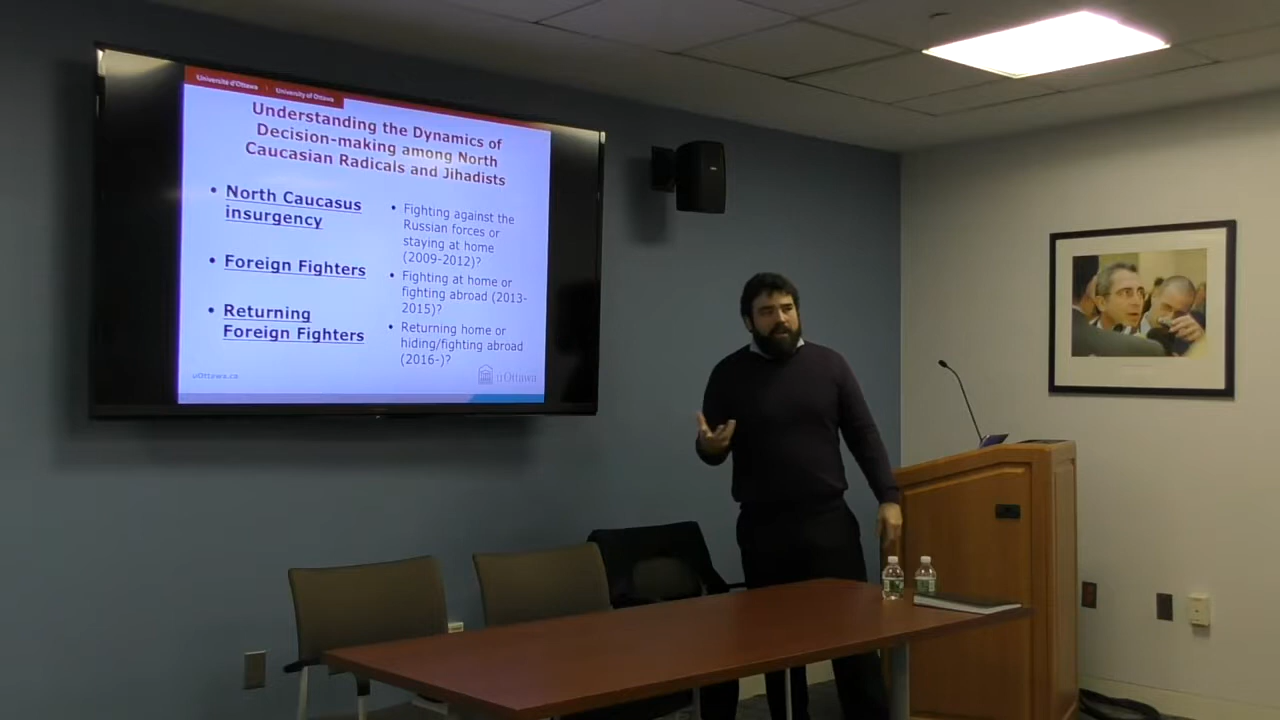 Université d'Ottawa | University of Ottawa
Understanding the Dynamics of
Decision-making among North
Caucasian Radicals and Jihadists
• North Caucasus
insurgency
• Foreign Fighters
• Returning
Foreign Fighters
• Fighting against the
Russian forces or
staying at home
(2009-2012)?
• Fighting at home or
fighting abroad (2013-
2015)?
• Returning home or
hiding/fighting abroad
(2016-)?
uOttawa.ca
uOttawa